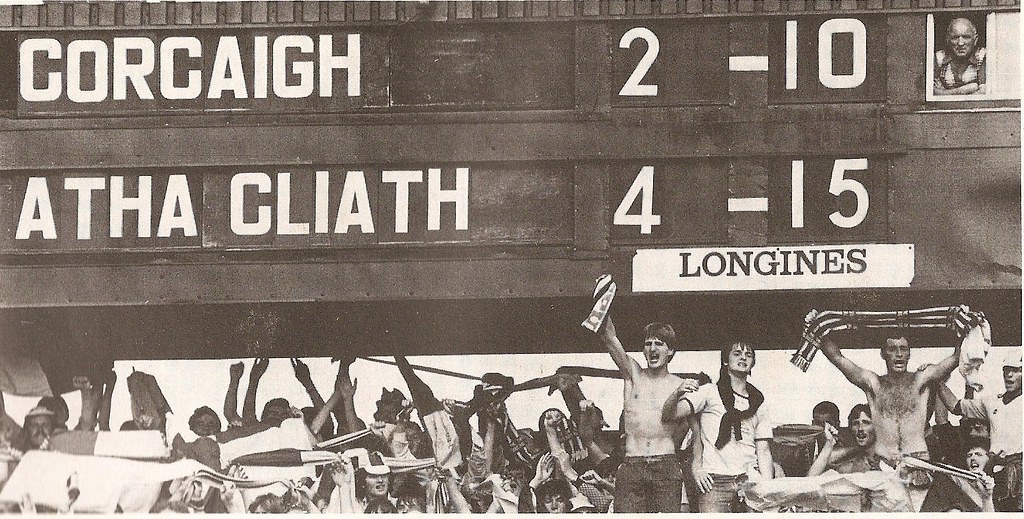 CORCAIGH 2 - 10
ATHA CLIATH 4 - 15
LONGINES